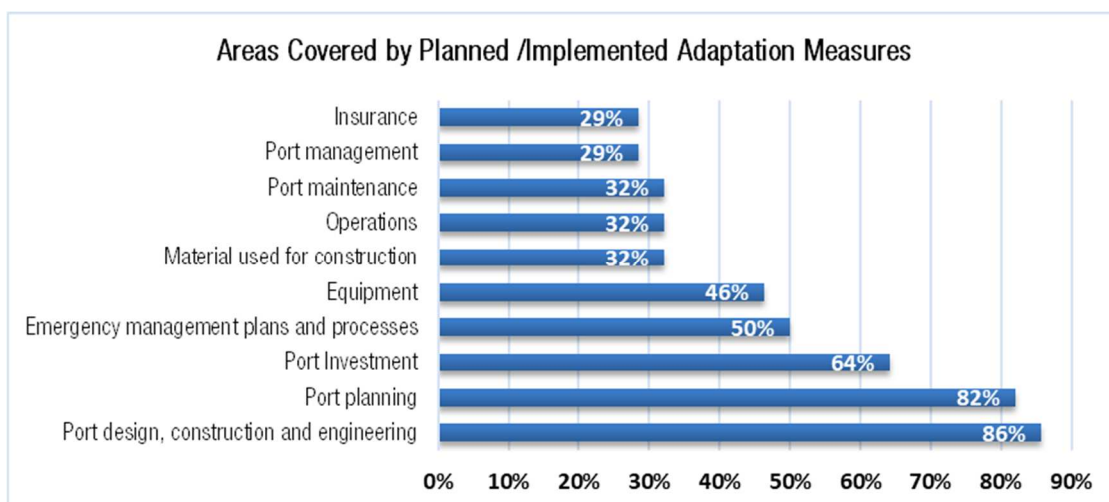 Areas Covered by Planned /Implemented Adaptation Measures
Insurance 29%
Port management 29%
Port maintenance 32%
Operations 32%
Material used for construction 32%
Equipment 46%
Emergency management plans and processes 50%
Port Investment 64%
Port planning 82%
Port design, construction and engineering 86%
0% 10% 20% 30% 40% 50% 60% 70% 80% 90%